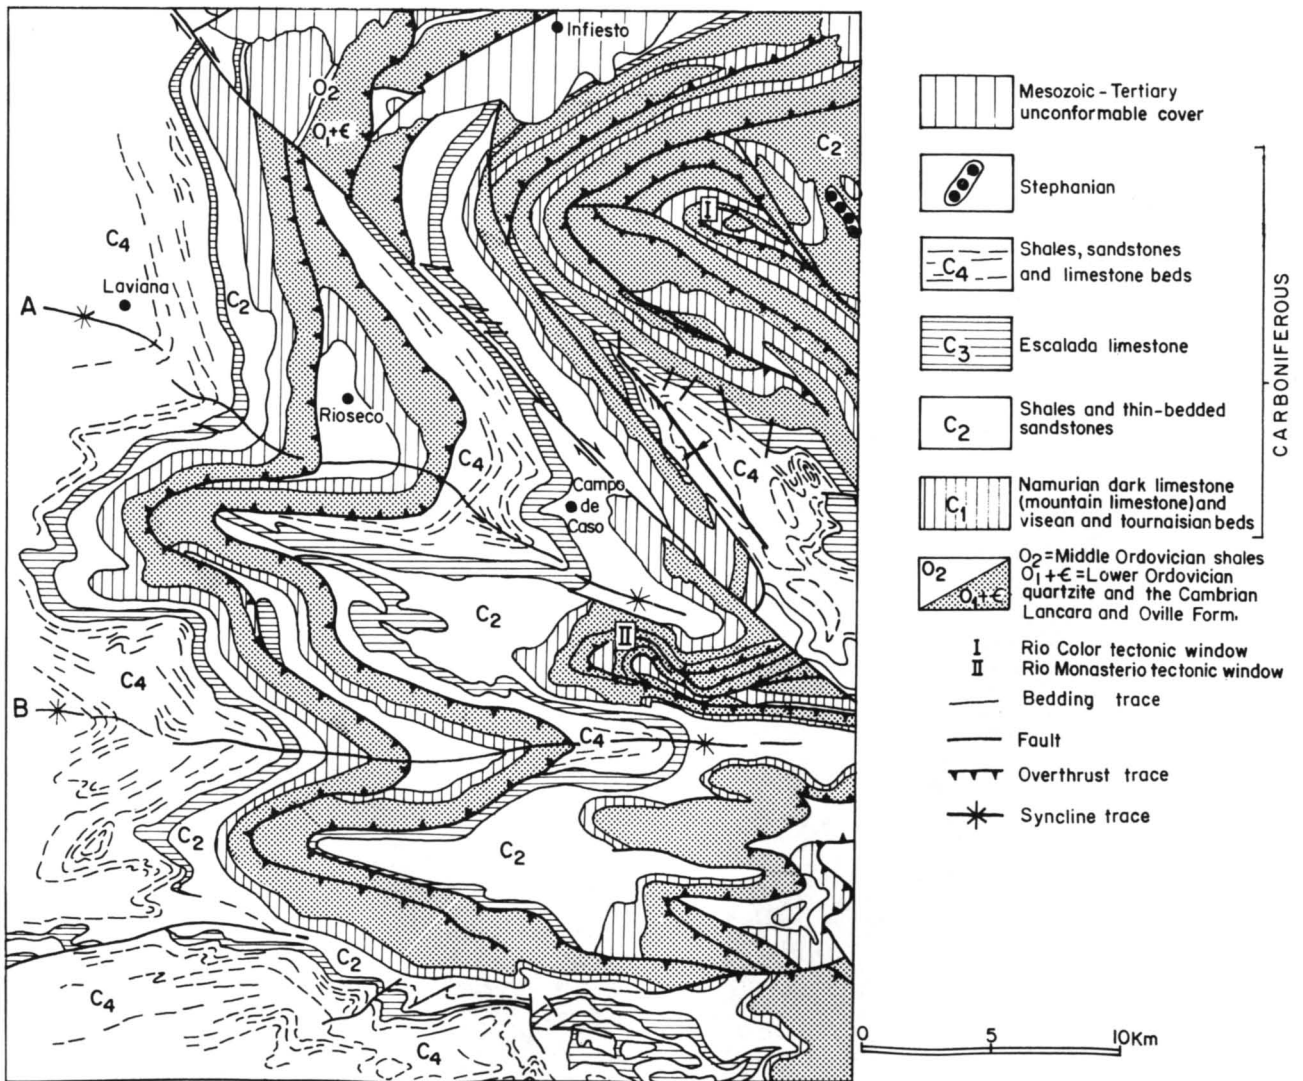 Infiesto
O2
O1+Є
C2
I
C4
Laviana
A
C2
Rioseco
C4
C4
Campo
de
Caso
C2
II
C4
B
C4
C2
C2
C2
C4
C4
Mesozoic - Tertiary
unconformable cover
Stephanian
C4
Shales, sandstones
and limestone beds
C3
Escalada limestone
C2
Shales and thin-bedded
sandstones
C1
Namurian dark limestone
(mountain limestone) and
visean and tournaisian beds
CARBONIFEROUS
O2
O1+Є
O2=Middle Ordovician shales
O1+Є=Lower Ordovician
quartzite and the Cambrian
Lancara and Oville Form.
I Rio Color tectonic window
II Rio Monasterio tectonic window
Bedding trace
Fault
Overthrust trace
Syncline trace
0 5 10 Km